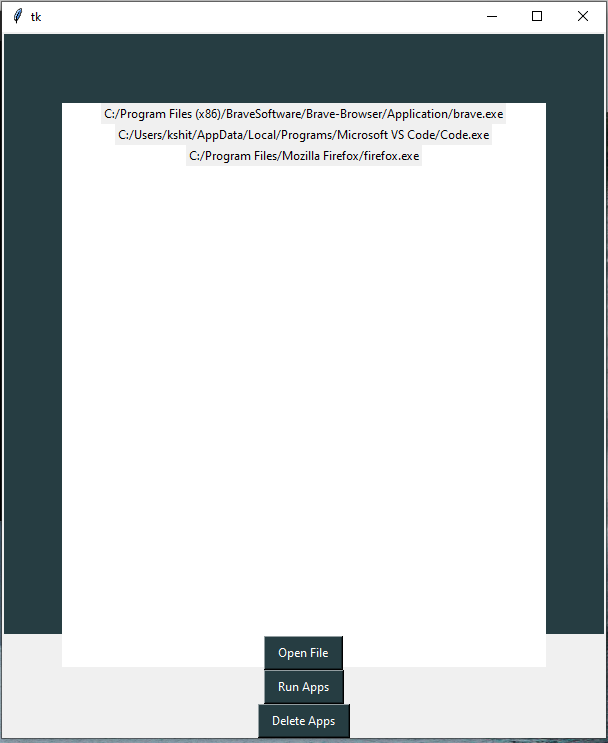 tk
C:/Program Files (x86)/BraveSoftware/Brave-Browser/Application/brave.exe
C:/Users/kshit/AppData/Local/Programs/Microsoft VS Code/Code.exe
C:/Program Files/Mozilla Firefox/firefox.exe
Open File
Run Apps
Delete Apps